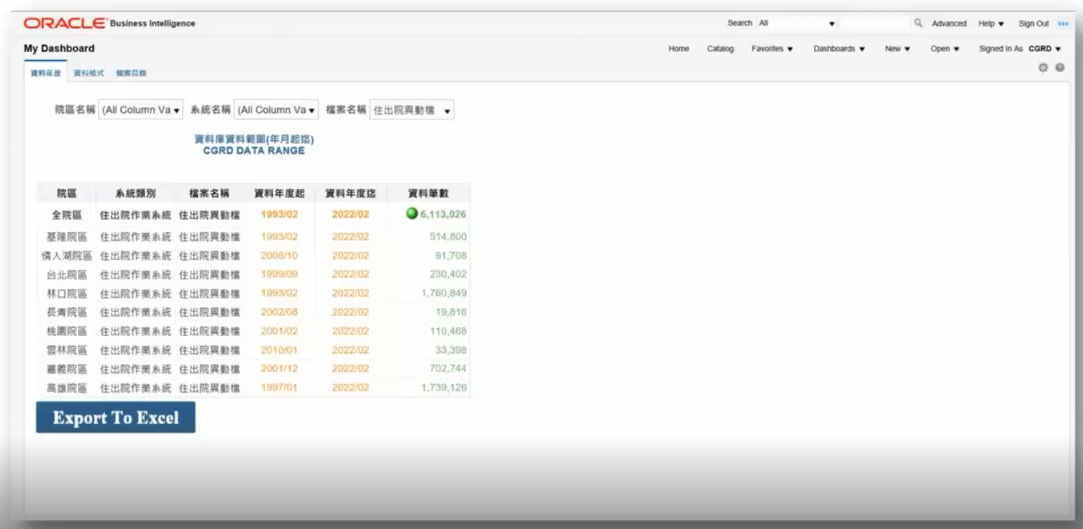 ORACLE Business Intelligence
Search All
Advanced Help Sign Out
My Dashboard
Home Catalog Favorites Dashboards New Open Signed In As CGRD
資料年度 資料格式 檔案目錄
院區名稱 (All Column Va 系統名稱 (All Column Va 檔案名稱 住出院異動檔
資料庫資料範圍(年月起迄)
CGRD DATA RANGE
院區 系統類別 檔案名稱 資料年度起 資料年度迄 資料筆數
全院區 住出院作業系統 住出院異動檔 1993/02 2022/02 6,113,026
基隆院區 住出院作業系統 住出院異動檔 1993/02 2022/02 514,800
情人湖院區 住出院作業系統 住出院異動檔 2006/10 2022/02 91,708
台北院區 住出院作業系統 住出院異動檔 1999/09 2022/02 230,402
林口院區 住出院作業系統 住出院異動檔 1993/02 2022/02 1,760,849
長青院區 住出院作業系統 住出院異動檔 2002/08 2022/02 19,816
桃園院區 住出院作業系統 住出院異動檔 2001/02 2022/02 110,468
雲林院區 住出院作業系統 住出院異動檔 2010/01 2022/02 33,398
嘉義院區 住出院作業系統 住出院異動檔 2001/12 2022/02 702,744
高雄院區 住出院作業系統 住出院異動檔 1997/01 2022/02 1,739,126
Export To Excel